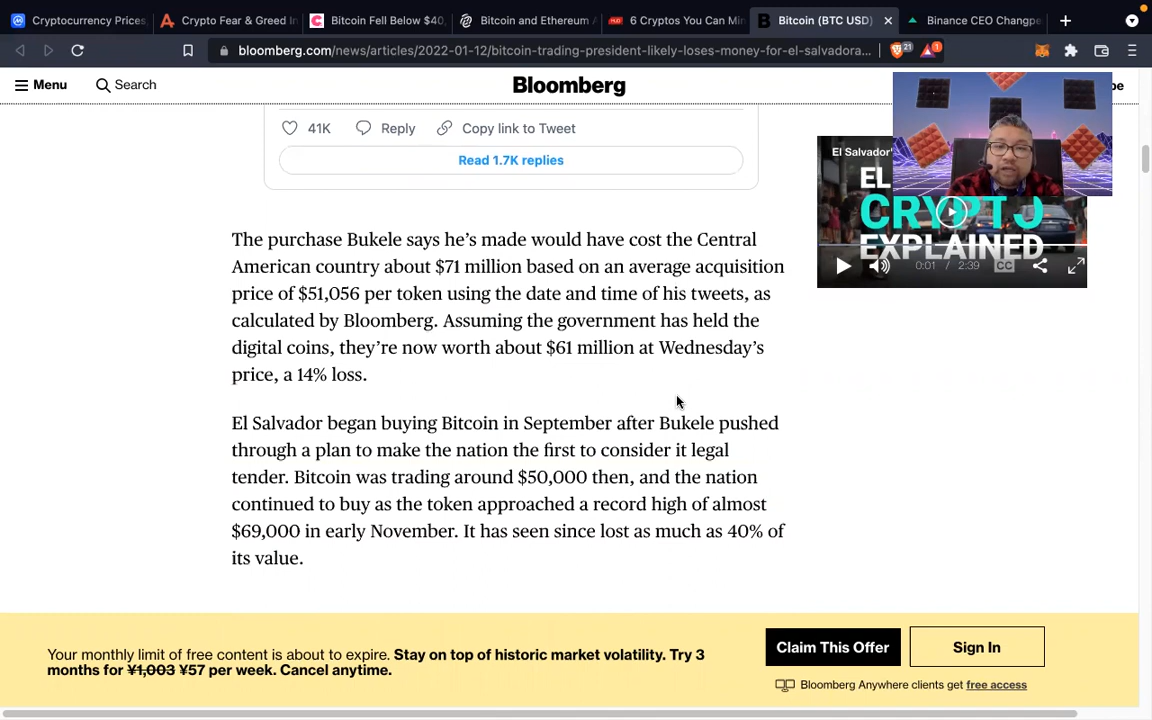 Cryptocurrency Prices,
Crypto Fear & Greed In
Bitcoin Fell Below $40,
Bitcoin and Ethereum A
6 Cryptos You Can Min
Bitcoin (BTC USD)
Binance CEO Changpe
bloomberg.com/news/articles/2022-01-12/bitcoin-trading-president-likely-loses-money-for-el-salvadora...
21
1
Menu
Search
Bloomberg
be
41K
Reply
Copy link to Tweet
Read 1.7K replies
El Salvador's
EL
CRYPTO
EXPLAINED
0:01 / 2:39
CC
The purchase Bukele says he’s made would have cost the Central
American country about $71 million based on an average acquisition
price of $51,056 per token using the date and time of his tweets, as
calculated by Bloomberg. Assuming the government has held the
digital coins, they’re now worth about $61 million at Wednesday’s
price, a 14% loss.
El Salvador began buying Bitcoin in September after Bukele pushed
through a plan to make the nation the first to consider it legal
tender. Bitcoin was trading around $50,000 then, and the nation
continued to buy as the token approached a record high of almost
$69,000 in early November. It has seen since lost as much as 40% of
its value.
Your monthly limit of free content is about to expire. Stay on top of historic market volatility. Try 3
months for ¥1,003 ¥57 per week. Cancel anytime.
Claim This Offer
Sign In
Bloomberg Anywhere clients get free access